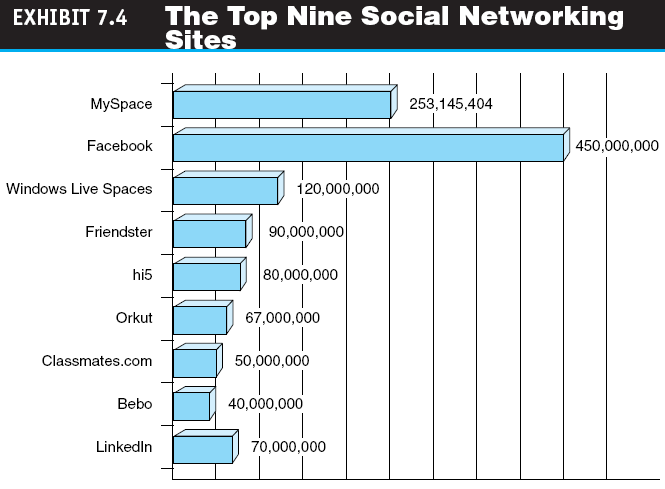 EXHIBIT 7.4
The Top Nine Social Networking
Sites
MySpace 253,145,404
Facebook 450,000,000
Windows Live Spaces 120,000,000
Friendster 90,000,000
hi5 80,000,000
Orkut 67,000,000
Classmates.com 50,000,000
Bebo 40,000,000
LinkedIn 70,000,000